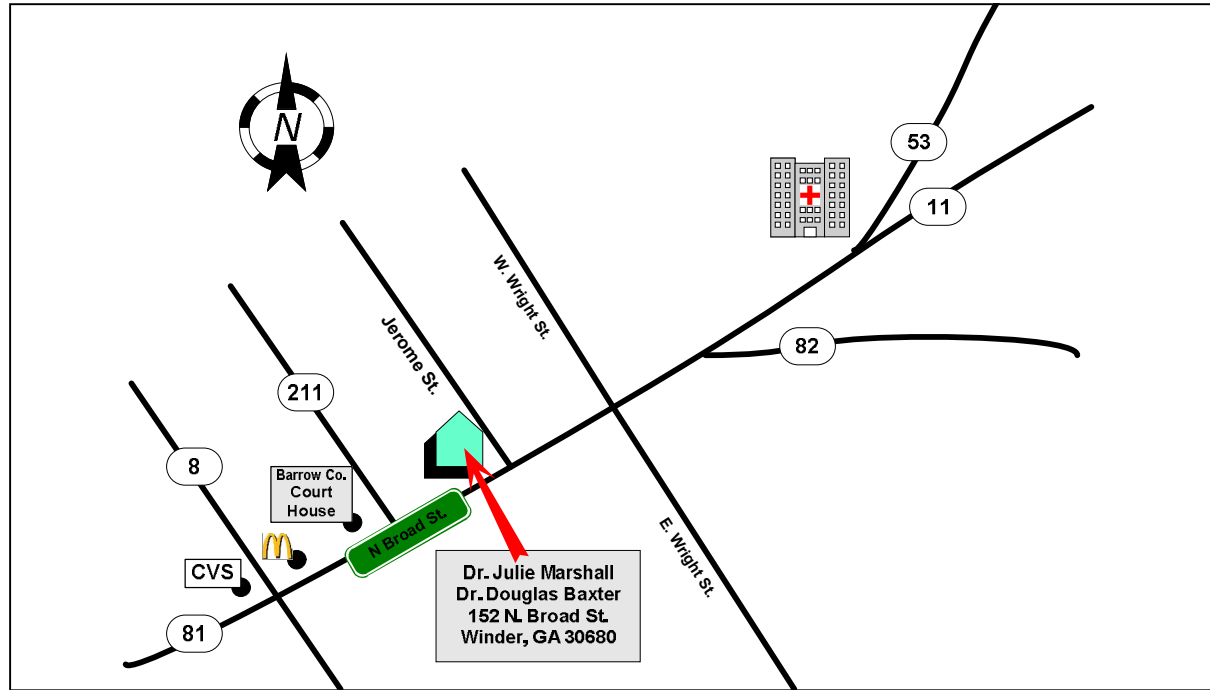 N
53
11
W. Wright St.
82
Jerome St.
211
8
Barrow Co.
Court
House
N Broad St.
E. Wright St.
CVS
81
Dr. Julie Marshall
Dr. Douglas Baxter
152 N. Broad St.
Winder, GA 30680